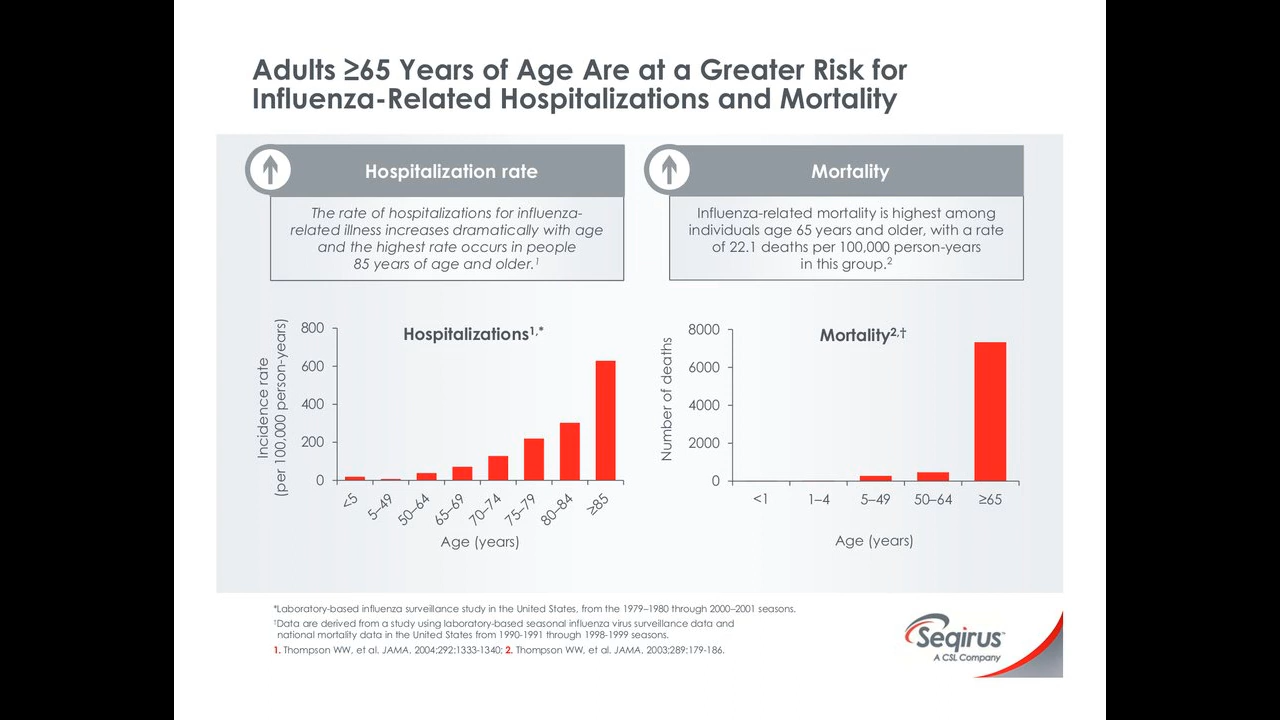 Adults ≥65 Years of Age Are at a Greater Risk for
Influenza-Related Hospitalizations and Mortality
Hospitalization rate
The rate of hospitalizations for influenza-
related illness increases dramatically with age
and the highest rate occurs in people
85 years of age and older.1
Mortality
Influenza-related mortality is highest among
individuals age 65 years and older, with a rate
of 22.1 deaths per 100,000 person-years
in this group.2
Hospitalizations1,*
Incidence rate
(per 100,000 person-years)
800
600
400
200
0
<5
5–49
50–64
65–69
70–74
75–79
80–84
≥85
Age (years)
Mortality2,†
Number of deaths
8000
6000
4000
2000
0
<1
1–4
5–49
50–64
≥65
Age (years)
*Laboratory-based influenza surveillance study in the United States, from the 1979–1980 through 2000–2001 seasons.
†Data are derived from a study using laboratory-based seasonal influenza virus surveillance data and
national mortality data in the United States from 1990-1991 through 1998-1999 seasons.
1. Thompson WW, et al. JAMA. 2004;292:1333-1340; 2. Thompson WW, et al. JAMA. 2003;289:179-186.
Seqirus™
A CSL Company